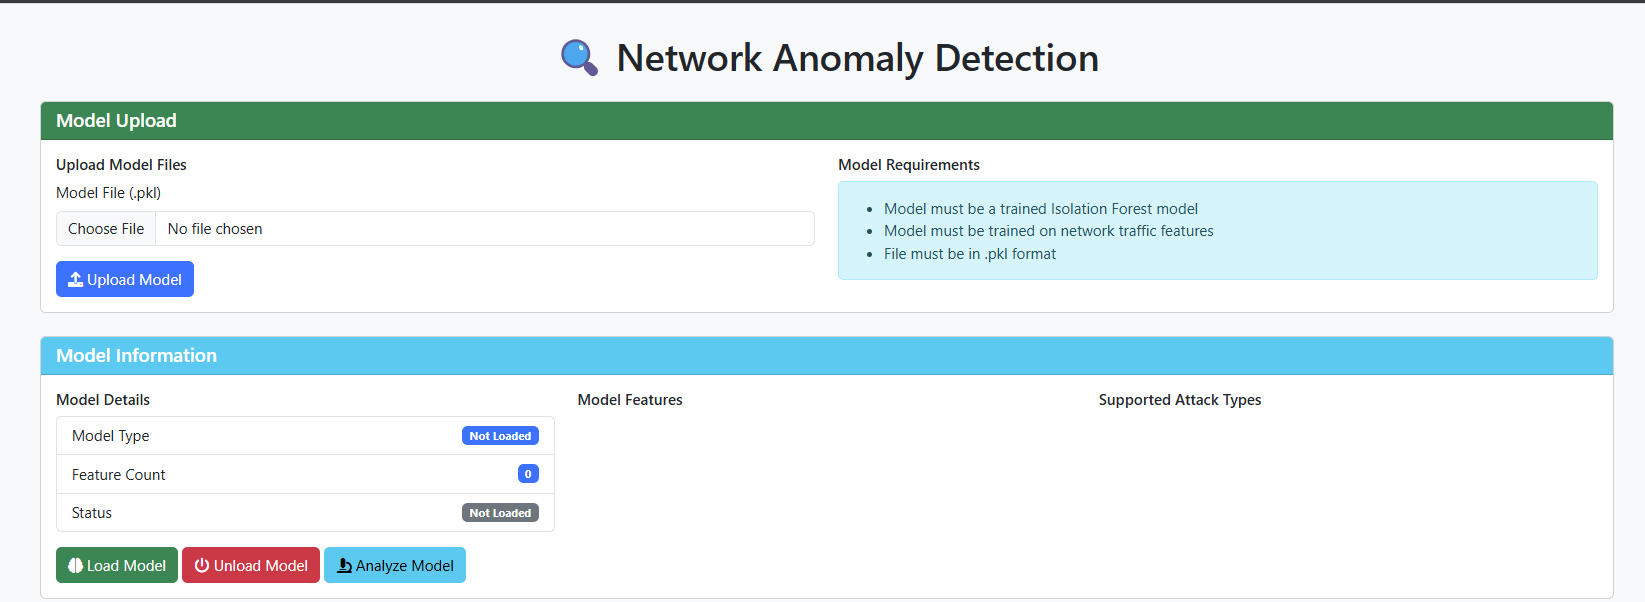 Network Anomaly Detection
Model Upload
Upload Model Files
Model File (.pkl)
Choose File No file chosen
Upload Model
Model Requirements
Model must be a trained Isolation Forest model
Model must be trained on network traffic features
File must be in .pkl format
Model Information
Model Details
Model Type Not Loaded
Feature Count 0
Status Not Loaded
Load Model Unload Model Analyze Model
Model Features
Supported Attack Types